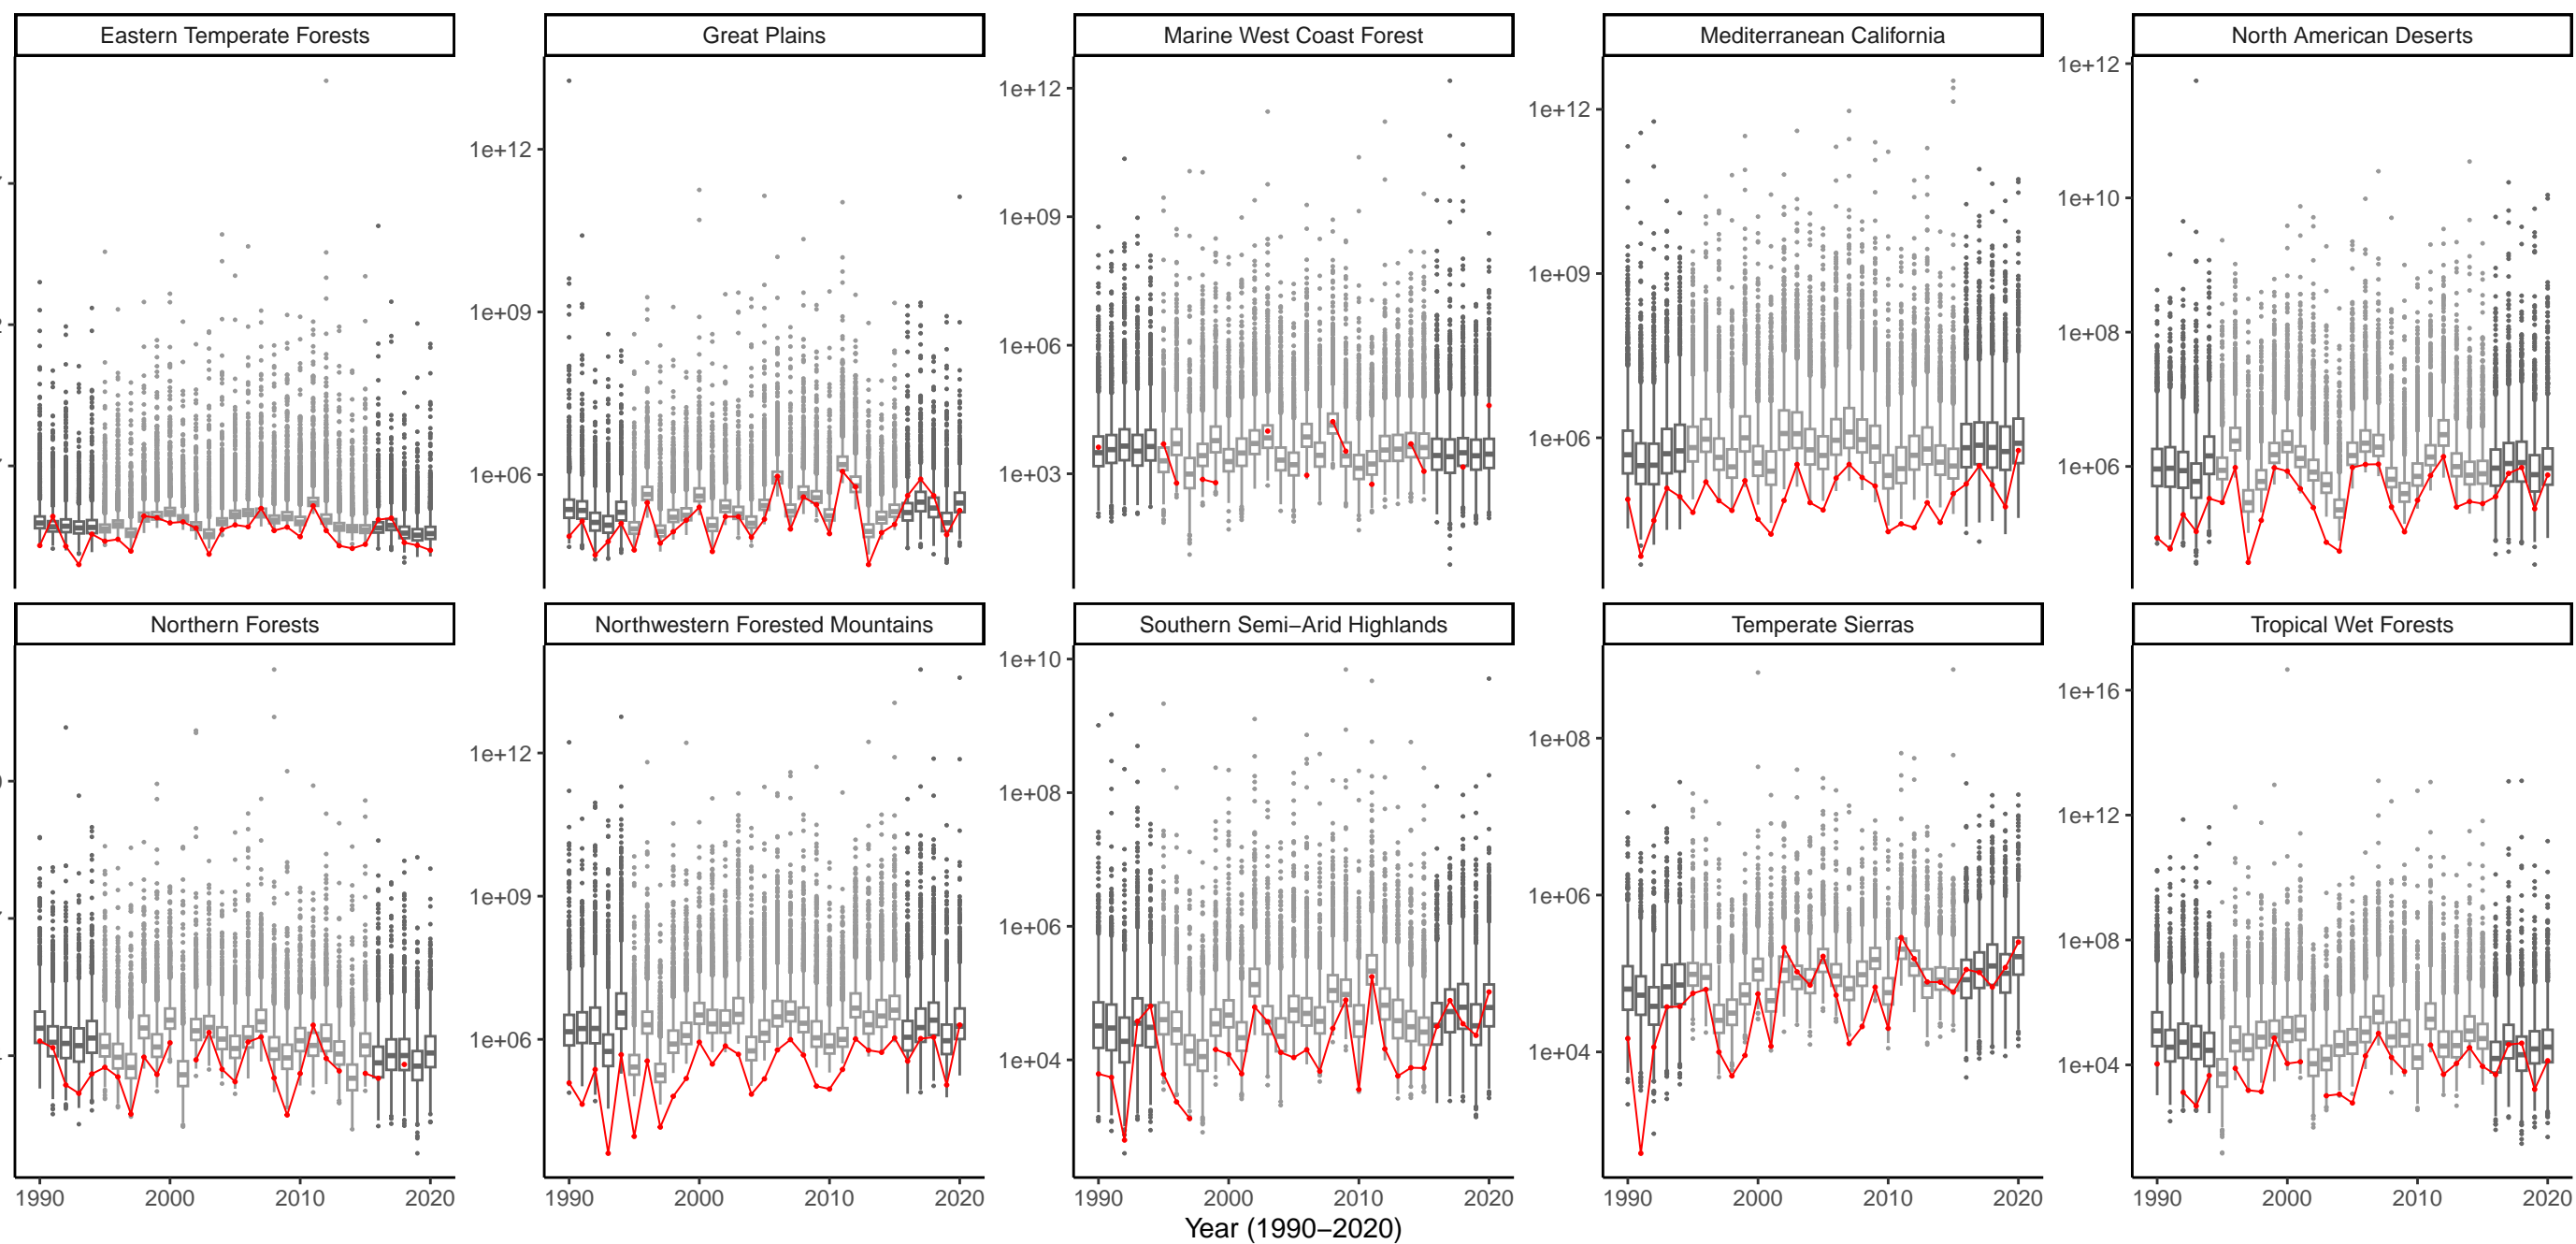 Eastern Temperate Forests
Great Plains
Marine West Coast Forest
Mediterranean California
North American Deserts
1e+12
1e+09
1e+06
1e+12
1e+09
1e+06
1e+03
1e+12
1e+09
1e+06
1e+12
1e+10
1e+08
1e+06
Northern Forests
Northwestern Forested Mountains
Southern Semi−Arid Highlands
Temperate Sierras
Tropical Wet Forests
1e+12
1e+09
1e+06
1e+10
1e+08
1e+06
1e+04
1e+08
1e+06
1e+04
1e+16
1e+12
1e+08
1e+04
1990 2000 2010 2020
1990 2000 2010 2020
1990 2000 2010 2020
1990 2000 2010 2020
1990 2000 2010 2020
Year (1990−2020)